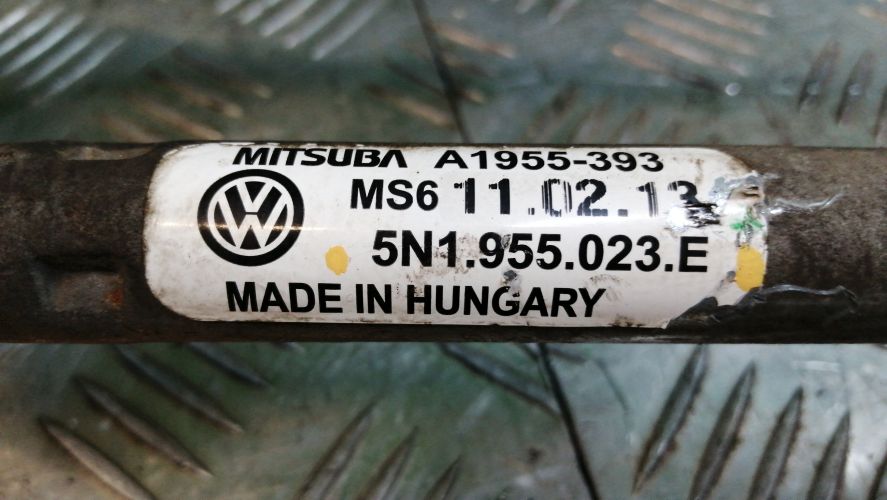 MITSUBA A1955-393
MS6 11.02.13
5N1.955.023.E
MADE IN HUNGARY